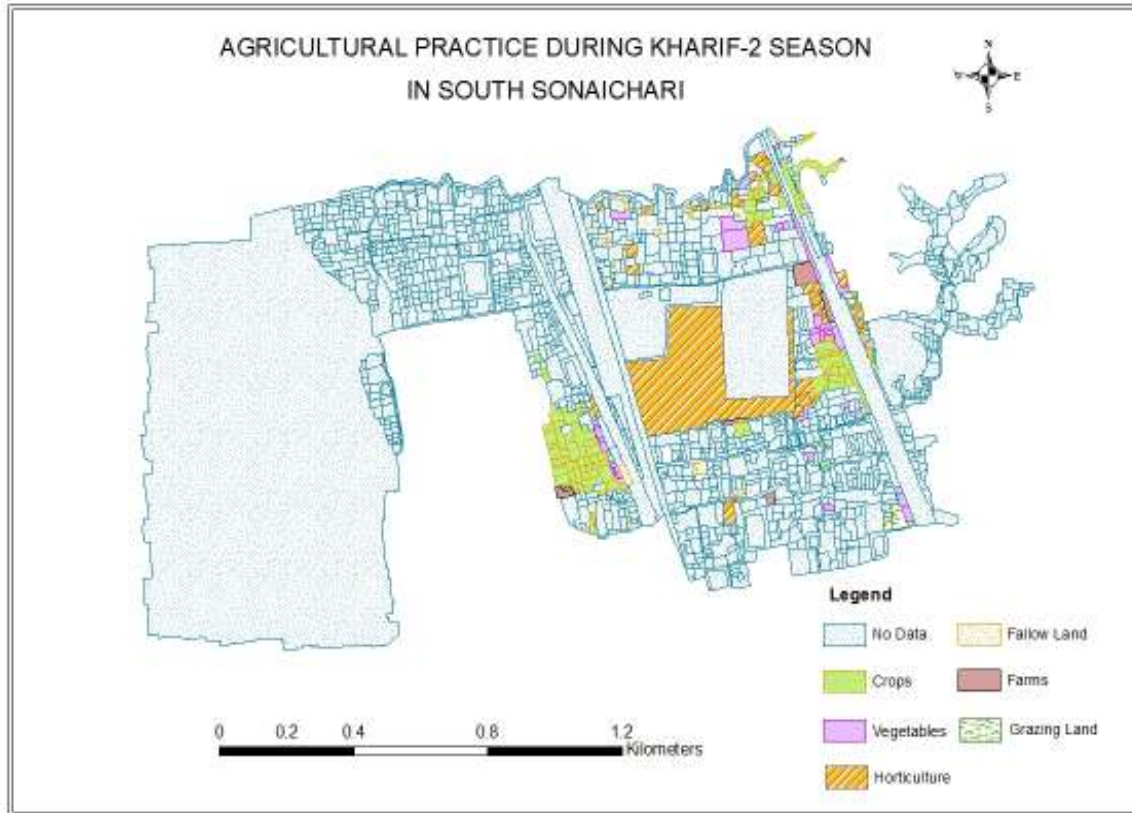 AGRICULTURAL PRACTICE DURING KHARIF-2 SEASON
IN SOUTH SONAICHARI
N
W E
S
Legend
No Data Fallow Land
Crops Farms
Vegetables Grazing Land
Horticulture
0 0.2 0.4 0.8 1.2
Kilometers